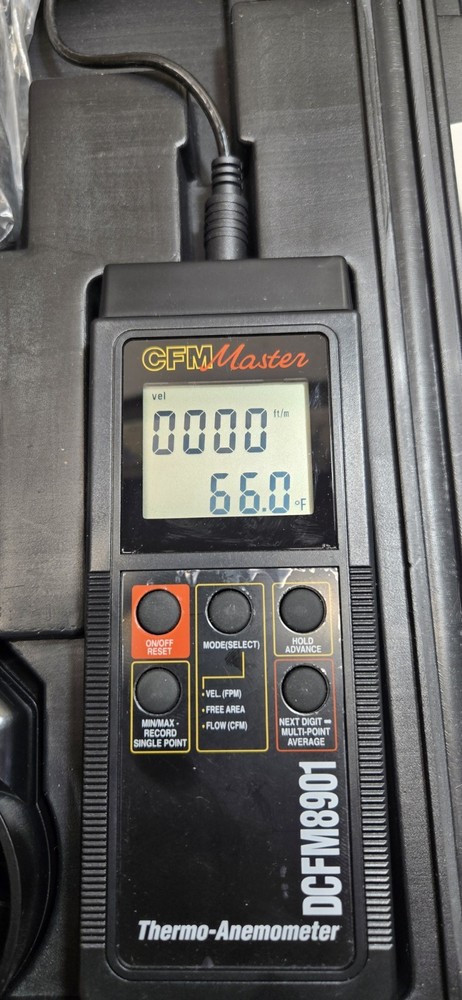 CFM Master
vel
0000 ft/m
66.0 °F
ON/OFF
RESET
MODE(SELECT)
HOLD
ADVANCE
MIN/MAX -
RECORD
SINGLE POINT
• VEL. (FPM)
• FREE AREA
• FLOW (CFM)
NEXT DIGIT ⇨
MULTI-POINT
AVERAGE
DCFM8901
Thermo-Anemometer